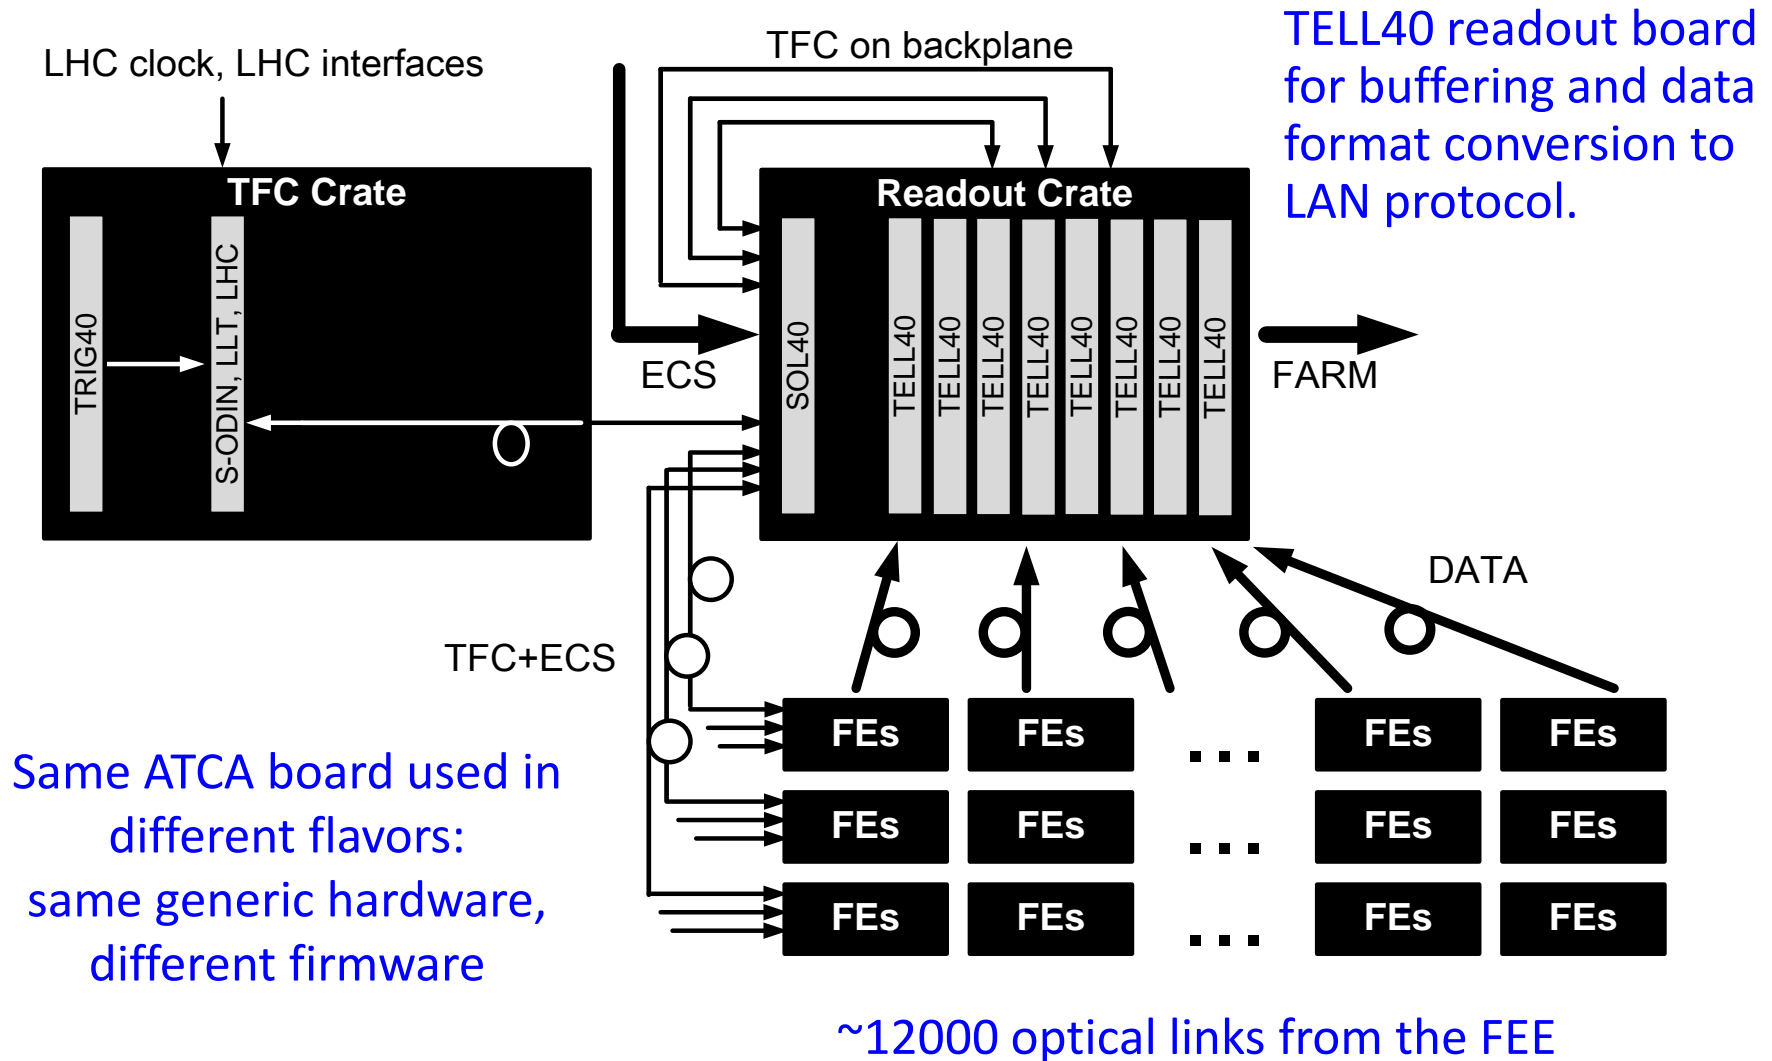 LHC clock, LHC interfaces
TFC on backplane
TELL40 readout board
for buffering and data
format conversion to
LAN protocol.
TFC Crate
TRIG40
S-ODIN, LLT, LHC
Readout Crate
SOL40
TELL40
TELL40
TELL40
TELL40
TELL40
TELL40
TELL40
TELL40
ECS
FARM
DATA
TFC+ECS
FEs
FEs
...
FEs
FEs
FEs
FEs
...
FEs
FEs
FEs
FEs
...
FEs
FEs
Same ATCA board used in
different flavors:
same generic hardware,
different firmware
~12000 optical links from the FEE